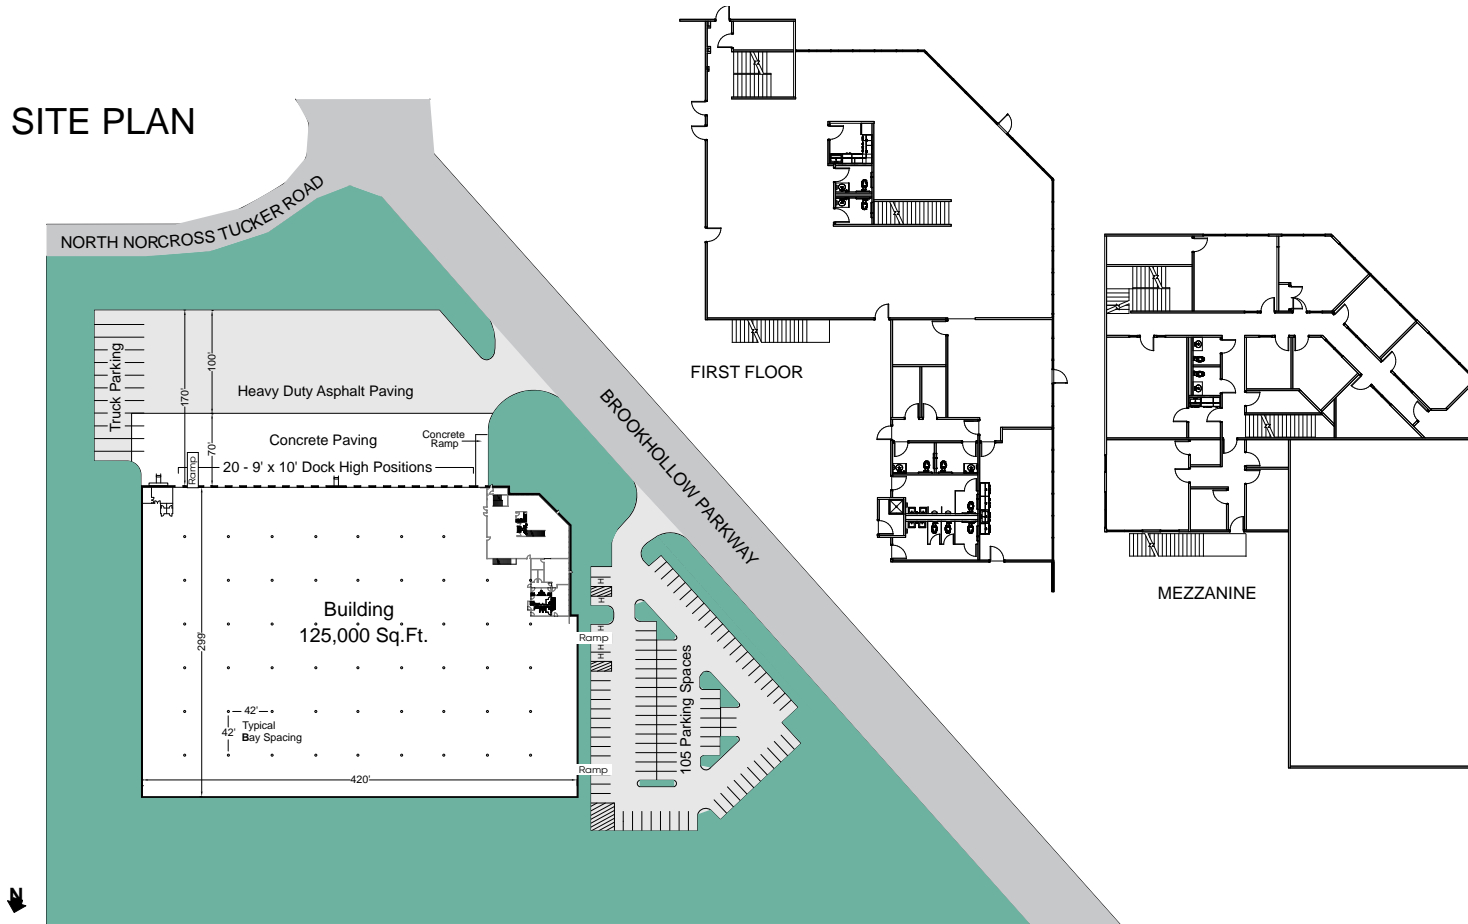 SITE PLAN
NORTH NORCROSS TUCKER ROAD
BROOKHOLLOW PARKWAY
Truck Parking
170'
100'
Heavy Duty Asphalt Paving
70'
Concrete Paving
Concrete
Ramp
Ramp
20 - 9' x 10' Dock High Positions
Building
125,000 Sq.Ft.
299'
42'
42'
Typical
Bay Spacing
420'
Ramp
Ramp
H
H
H
H
105 Parking Spaces
FIRST FLOOR
MEZZANINE
N